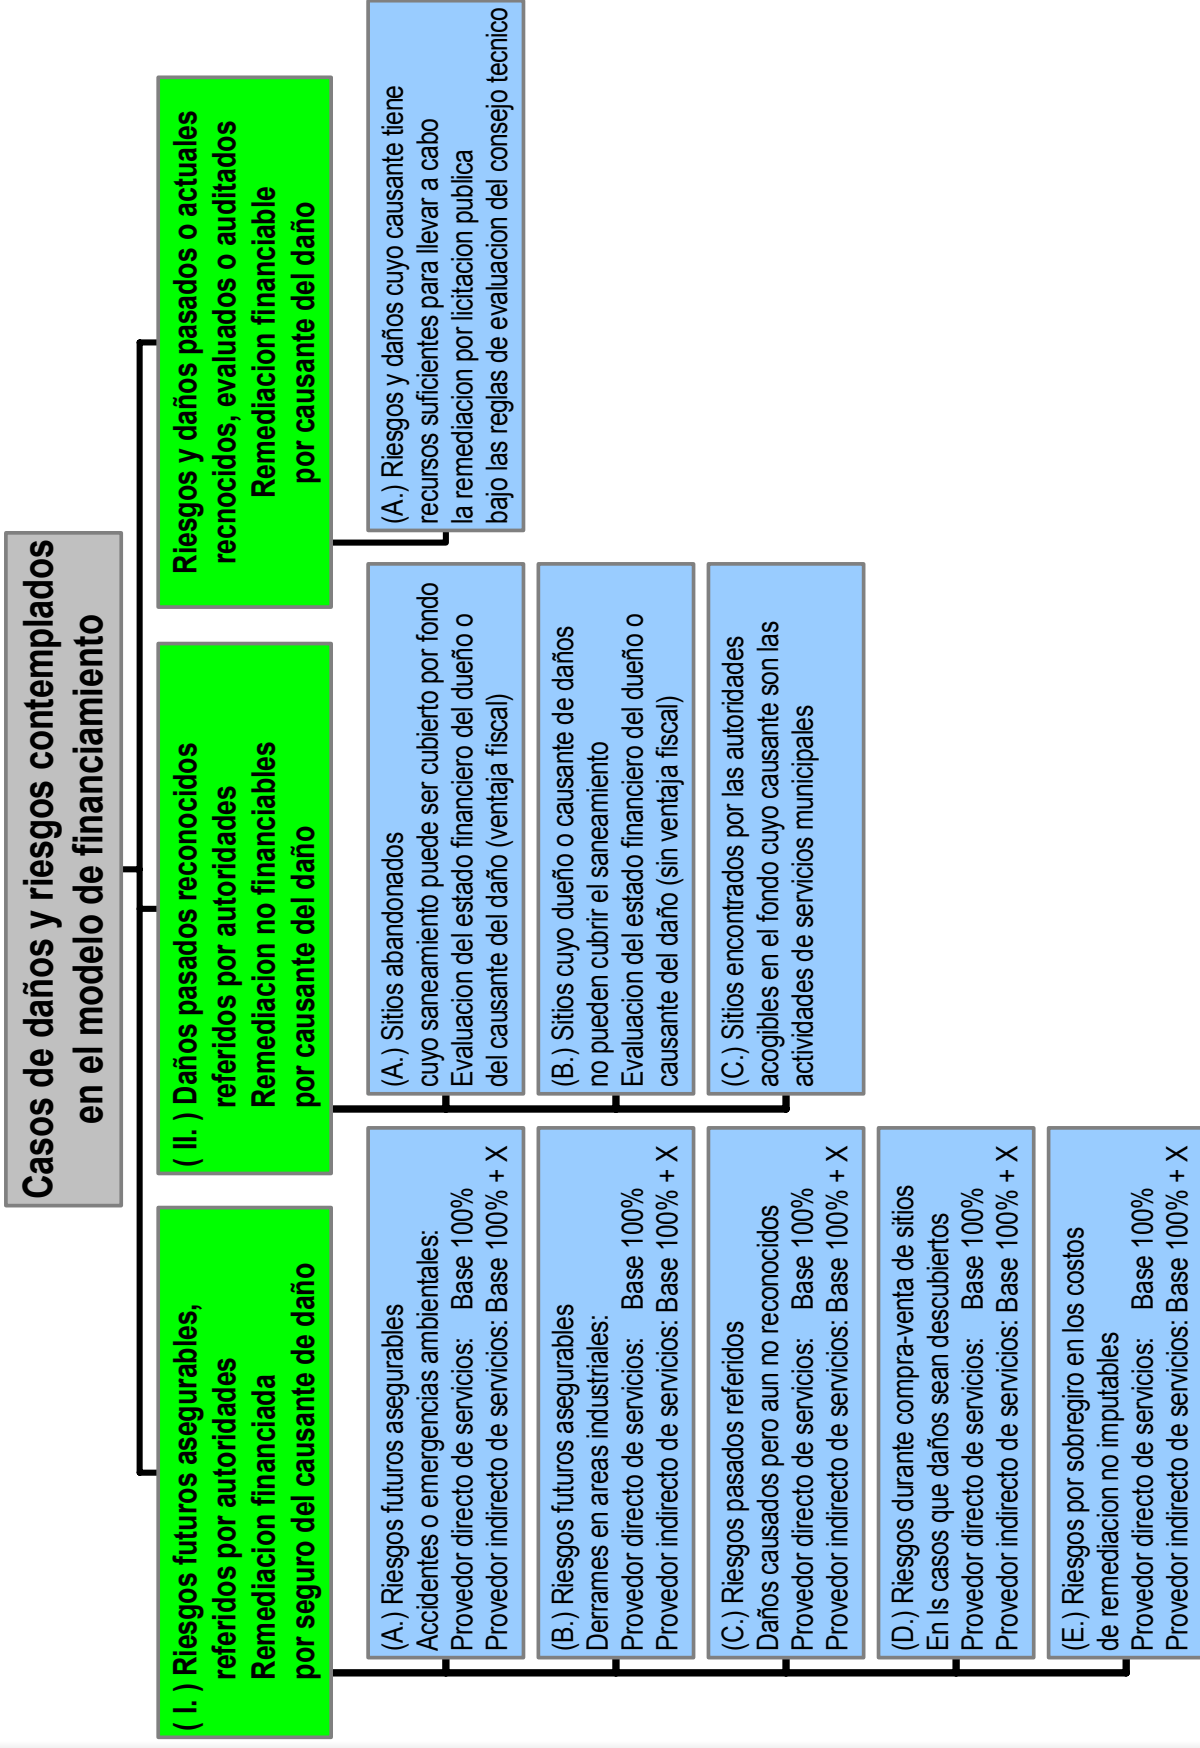 Casos de daños y riesgos contemplados
en el modelo de financiamiento
( I. ) Riesgos futuros asegurables,
referidos por autoridades
Remediacion financiada
por seguro del causante de daño
(A.) Riesgos futuros asegurables
Accidentes o emergencias ambientales:
Provedor directo de servicios: Base 100%
Provedor indirecto de servicios: Base 100% + X
(B.) Riesgos futuros asegurables
Derrames en areas industriales:
Provedor directo de servicios: Base 100%
Provedor indirecto de servicios: Base 100% + X
(C.) Riesgos pasados referidos
Daños causados pero aun no reconocidos
Provedor directo de servicios: Base 100%
Provedor indirecto de servicios: Base 100% + X
(D.) Riesgos durante compra-venta de sitios
En ls casos que daños sean descubiertos
Provedor directo de servicios: Base 100%
Provedor indirecto de servicios: Base 100% + X
(E.) Riesgos por sobregiro en los costos
de remediacion no imputables
Provedor directo de servicios: Base 100%
Provedor indirecto de servicios: Base 100% + X
( II. ) Daños pasados reconocidos
referidos por autoridades
Remediacion no financiables
por causante del daño
(A.) Sitios abandonados
cuyo saneamiento puede ser cubierto por fondo
Evaluacion del estado financiero del dueño o
del causante del daño (ventaja fiscal)
(B.) Sitios cuyo dueño o causante de daños
no pueden cubrir el saneamiento
Evaluacion del estado financiero del dueño o
causante del daño (sin ventaja fiscal)
(C.) Sitios encontrados por las autoridades
acogibles en el fondo cuyo causante son las
actividades de servicios municipales
Riesgos y daños pasados o actuales
recnocidos, evaluados o auditados
Remediacion financiable
por causante del daño
(A.) Riesgos y daños cuyo causante tiene
recursos suficientes para llevar a cabo
la remediacion por licitacion publica
bajo las reglas de evaluacion del consejo tecnico